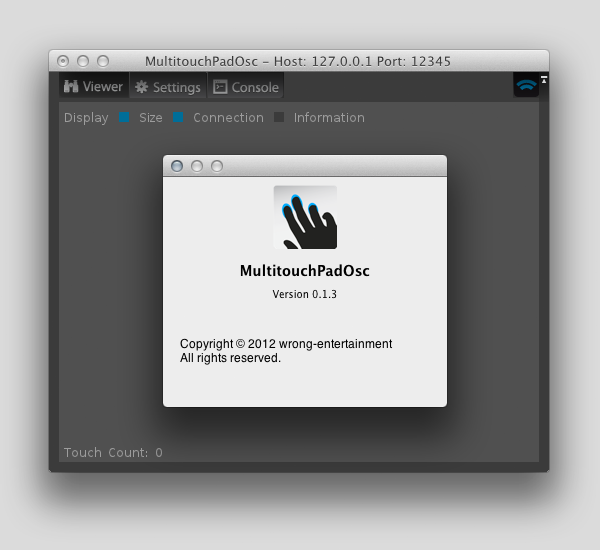 MultitouchPadOsc – Host: 127.0.0.1 Port: 12345
Viewer Settings Console
Display Size Connection Information
MultitouchPadOsc
Version 0.1.3
Copyright © 2012 wrong-entertainment
All rights reserved.
Touch Count: 0